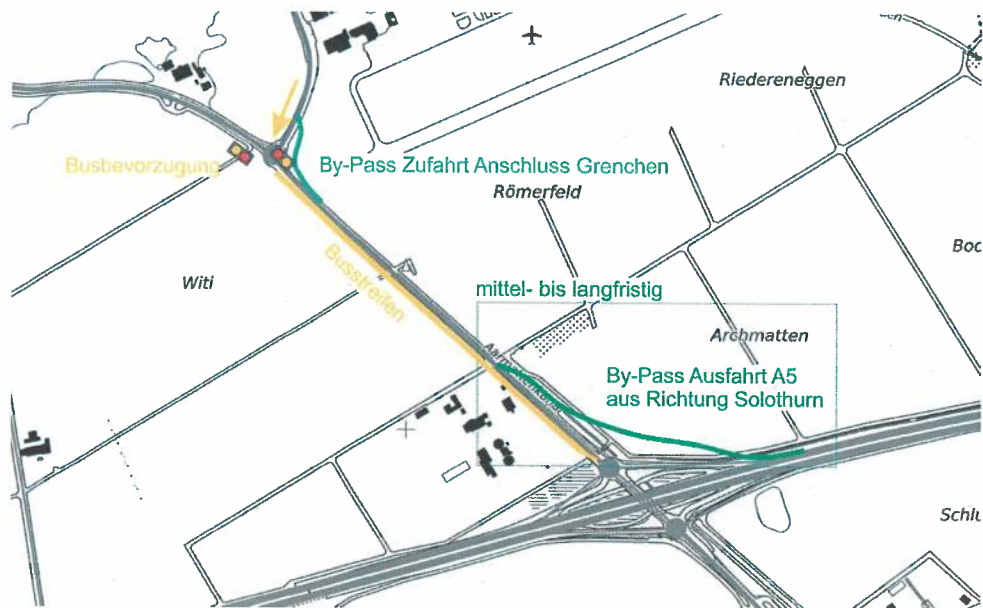 Riedereneggen
Busbevorzugung
By-Pass Zufahrt Anschluss Grenchen
Römerfeld
Boc
Witi
Busstreifen
mittel- bis langfristig
Archmatten
By-Pass Ausfahrt A5
aus Richtung Solothurn
Schlu